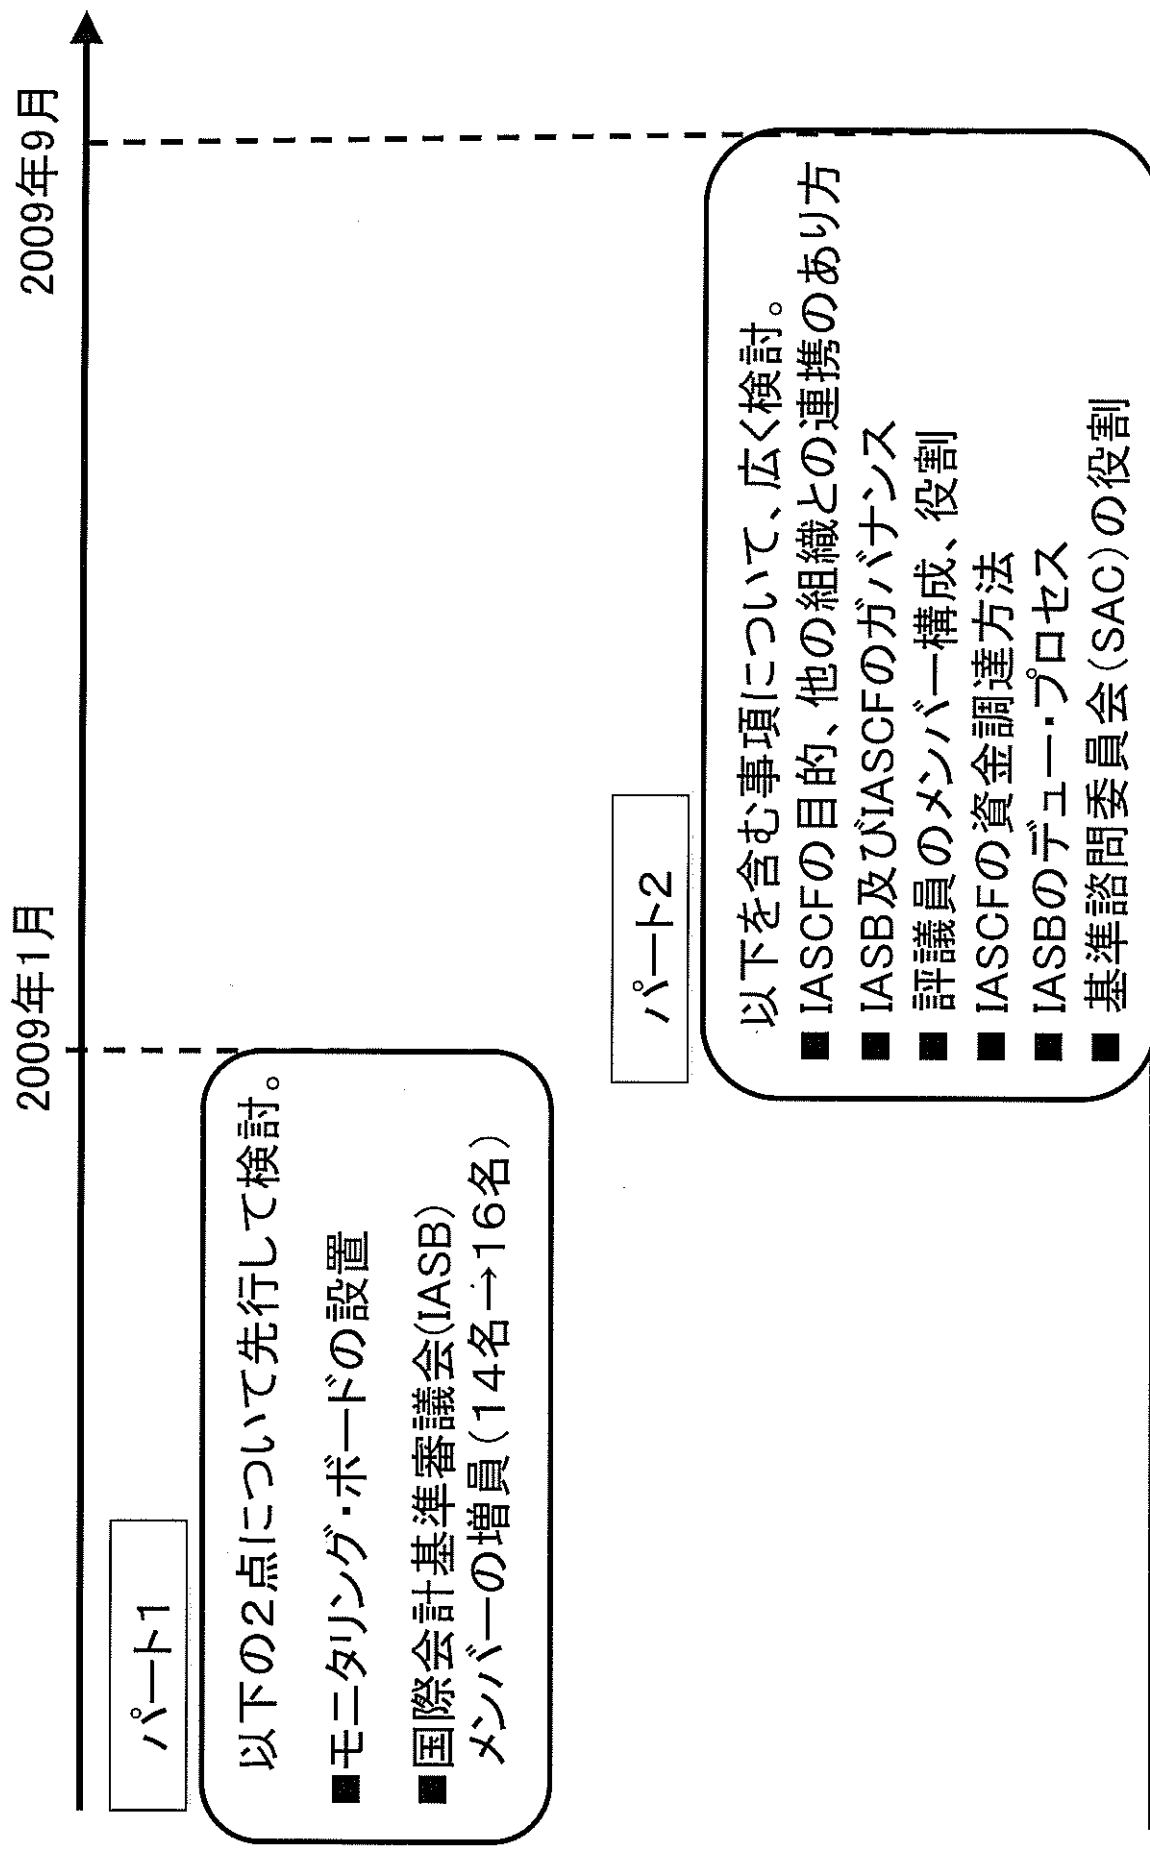 2009年1月
2009年9月
パート1
以下の2点について先行して検討。
■モニタリング・ボードの設置
■国際会計基準審議会(IASB)
メンバーの増員(14名→16名)
パート2
以下を含む事項について、広く検討。
■ IASCFの目的、他の組織との連携のあり方
■ IASB及びIASCFのガバナンス
■ 評議員のメンバー構成、役割
■ IASCFの資金調達方法
■ IASBのデュー・プロセス
■ 基準諮問委員会(SAC)の役割